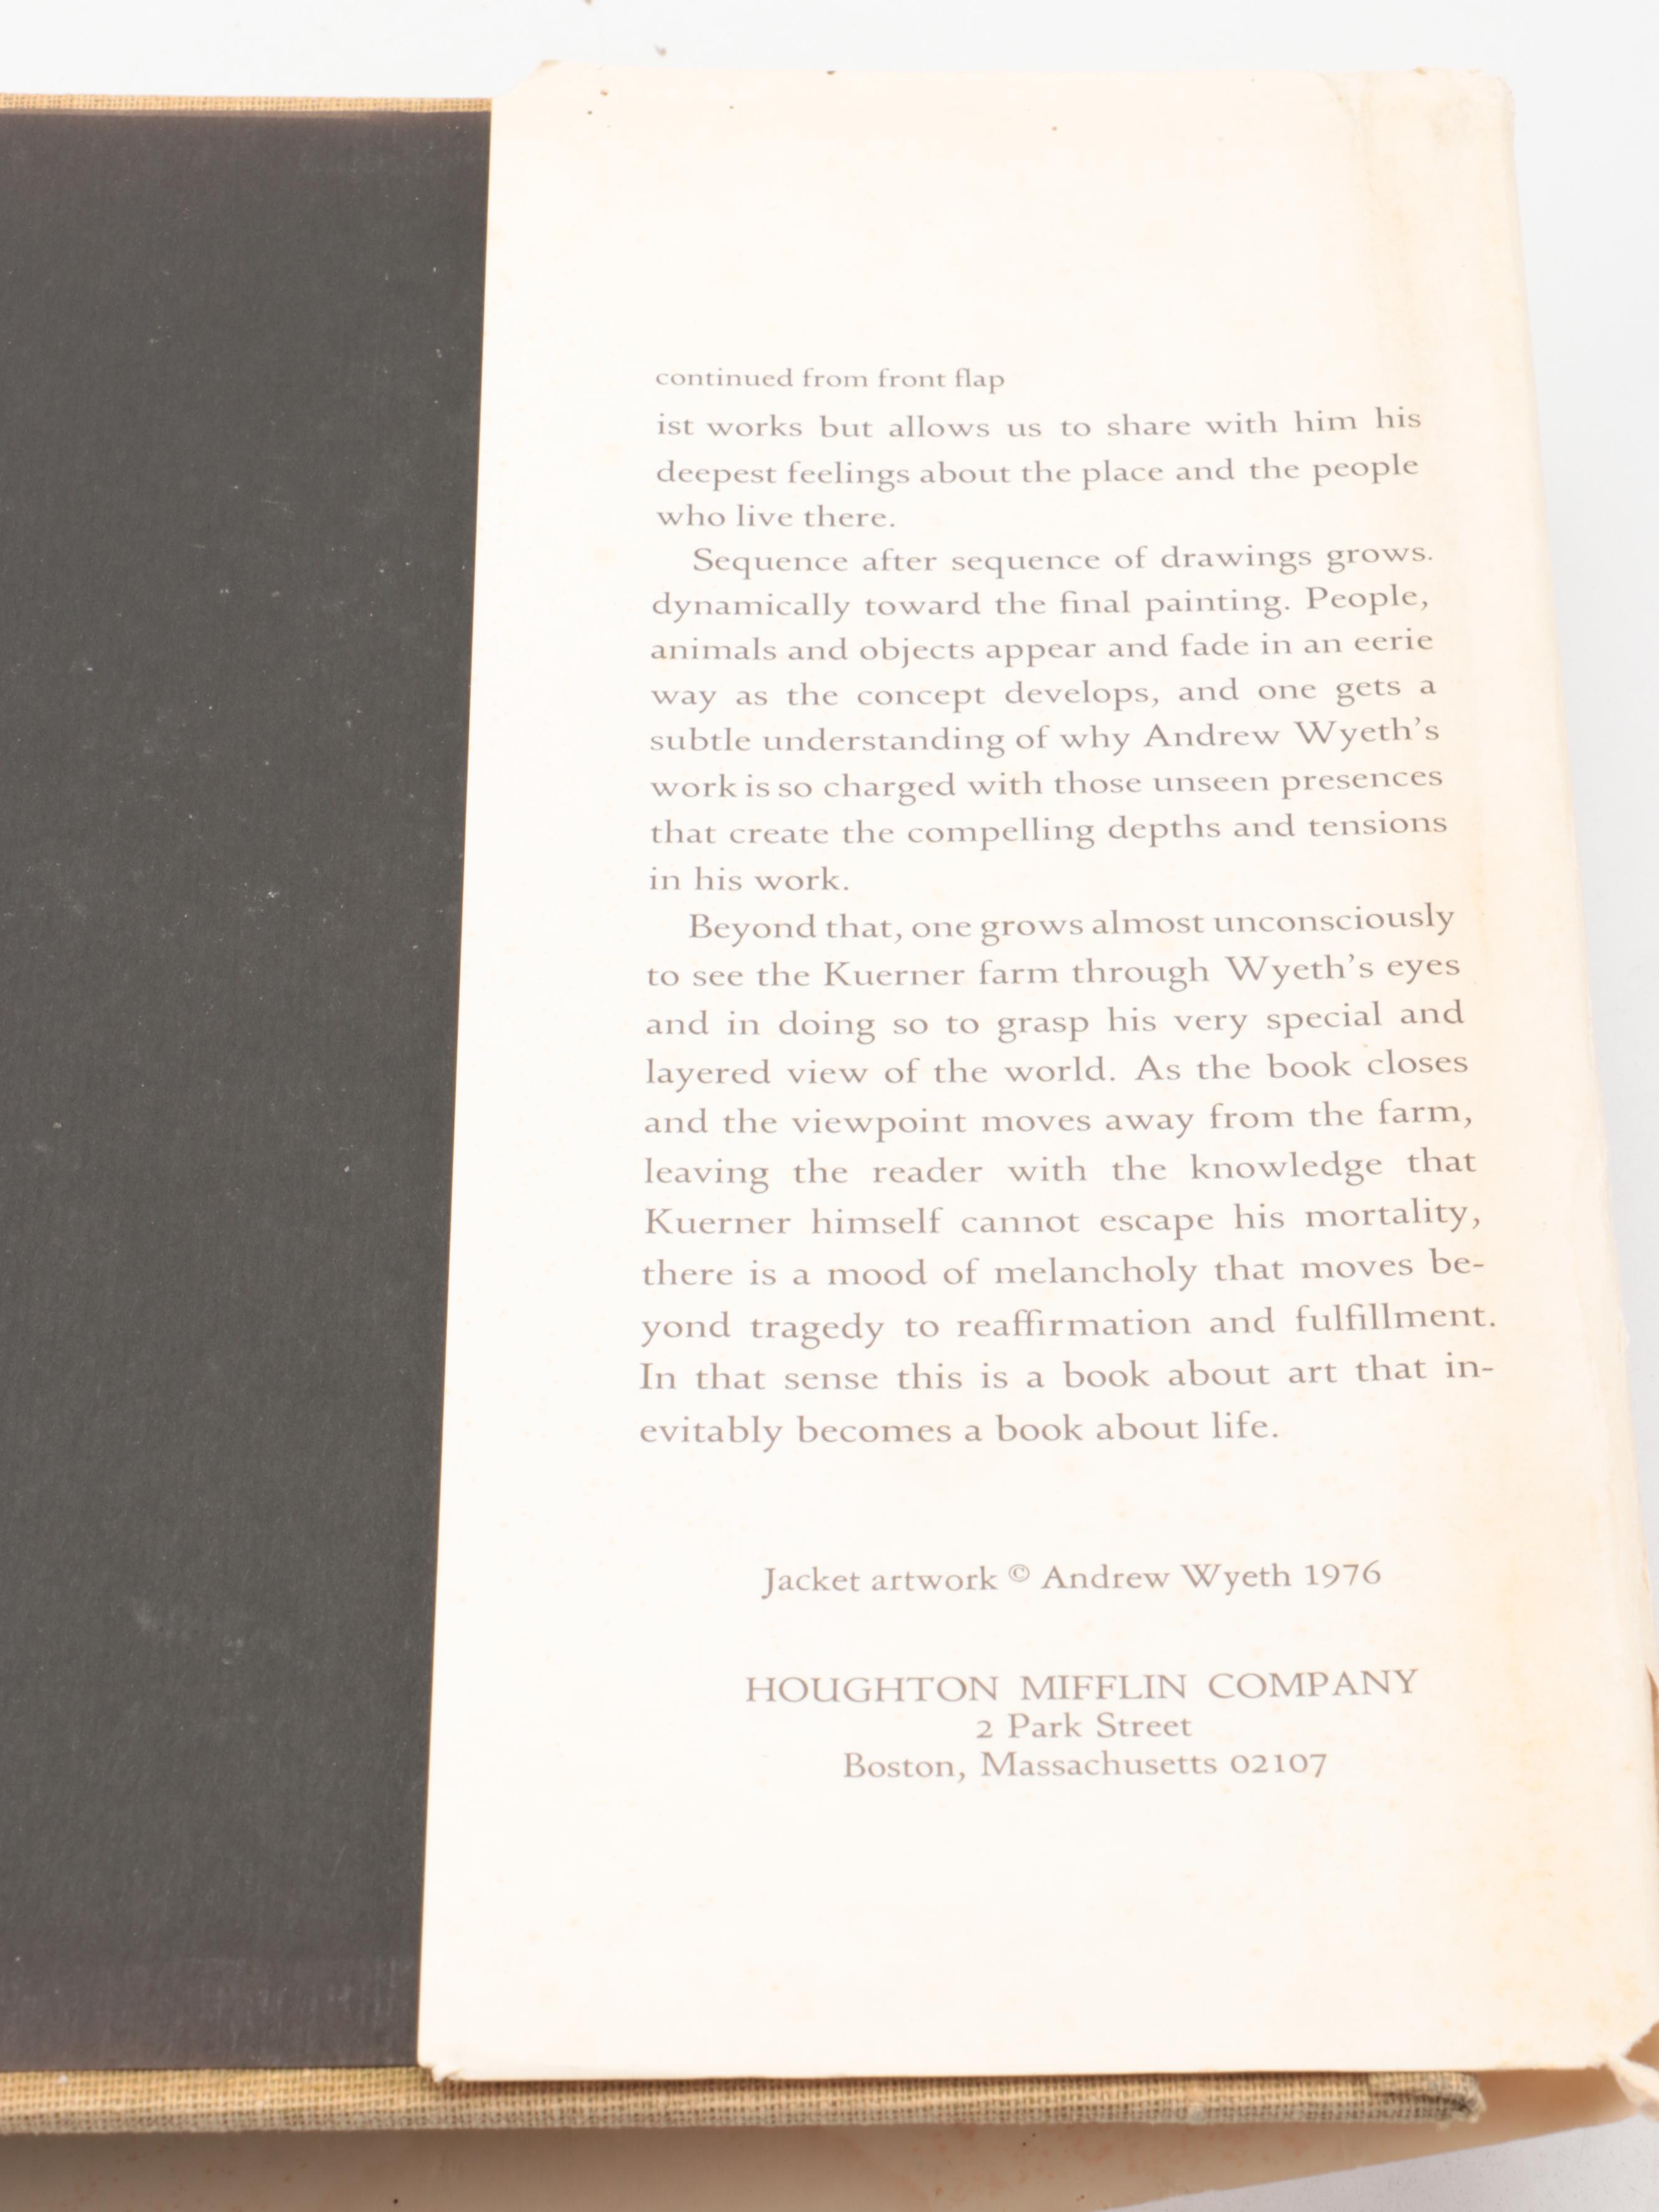 continued from front flap
ist works but allows us to share with him his
deepest feelings about the place and the people
who live there.
Sequence after sequence of drawings grows.
dynamically toward the final painting. People,
animals and objects appear and fade in an eerie
way as the concept develops, and one gets a
subtle understanding of why Andrew Wyeth's
work is so charged with those unseen presences
that create the compelling depths and tensions
in his work.
Beyond that, one grows almost unconsciously
to see the Kuerner farm through Wyeth's eyes
and in doing so to grasp his very special and
layered view of the world. As the book closes
and the viewpoint moves away from the farm,
leaving the reader with the knowledge that
Kuerner himself cannot escape his mortality,
there is a mood of melancholy that moves be-
yond tragedy to reaffirmation and fulfillment.
In that sense this is a book about art that in-
evitably becomes a book about life.
Jacket artwork © Andrew Wyeth 1976
HOUGHTON MIFFLIN COMPANY
2 Park Street
Boston, Massachusetts 02107